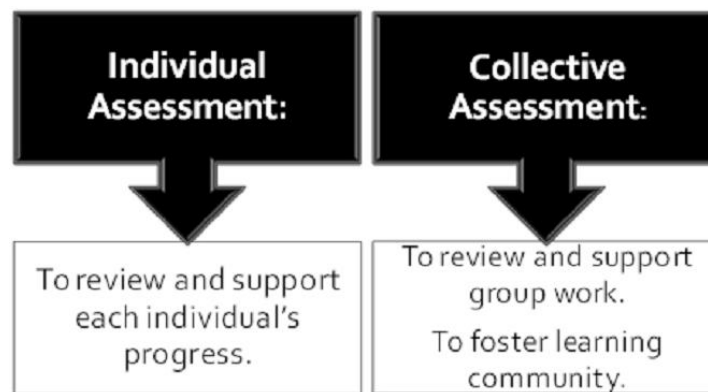 Individual
Assessment:
To review and support
each individual's
progress.
Collective
Assessment:
To review and support
group work.
To foster learning
community.